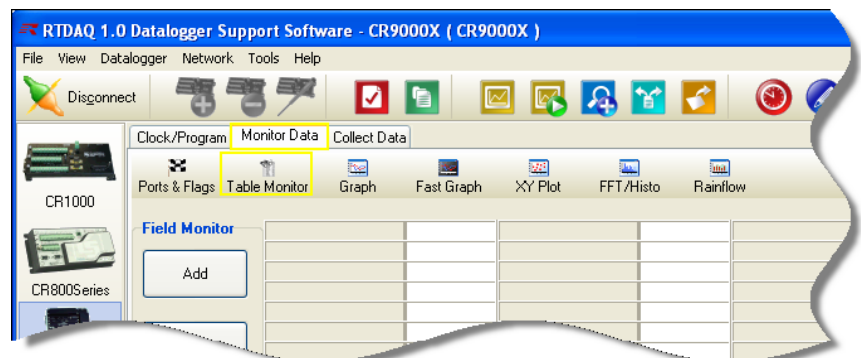 RTDAQ 1.0 Datalogger Support Software - CR9000X ( CR9000X )
File View Datalogger Network Tools Help
Disconnect
Clock/Program Monitor Data Collect Data
Ports & Flags Table Monitor Graph Fast Graph XY Plot FFT/Histo Rainflow
CR1000
Field Monitor
Add
CR800Series